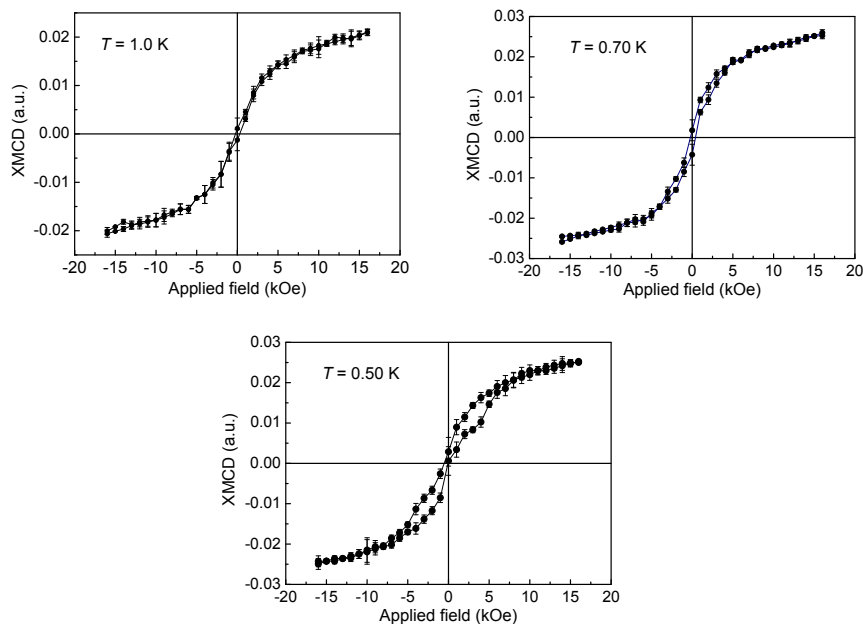 T = 1.0 K
XMCD (a.u.)
0.02
0.01
0.00
-0.01
-0.02
-20 -15 -10 -5 0 5 10 15 20
Applied field (kOe)
T = 0.70 K
XMCD (a.u.)
0.03
0.02
0.01
0.00
-0.01
-0.02
-0.03
-20 -15 -10 -5 0 5 10 15 20
Applied field (kOe)
T = 0.50 K
XMCD (a.u.)
0.03
0.02
0.01
0.00
-0.01
-0.02
-0.03
-20 -15 -10 -5 0 5 10 15 20
Applied field (kOe)